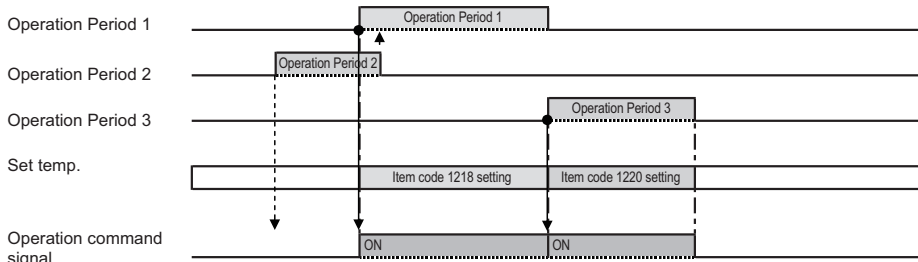 Operation Period 1
Operation Period 1
Operation Period 2
Operation Period 2
Operation Period 3
Operation Period 3
Set temp.
Item code 1218 setting
Item code 1220 setting
Operation command
signal
ON
ON